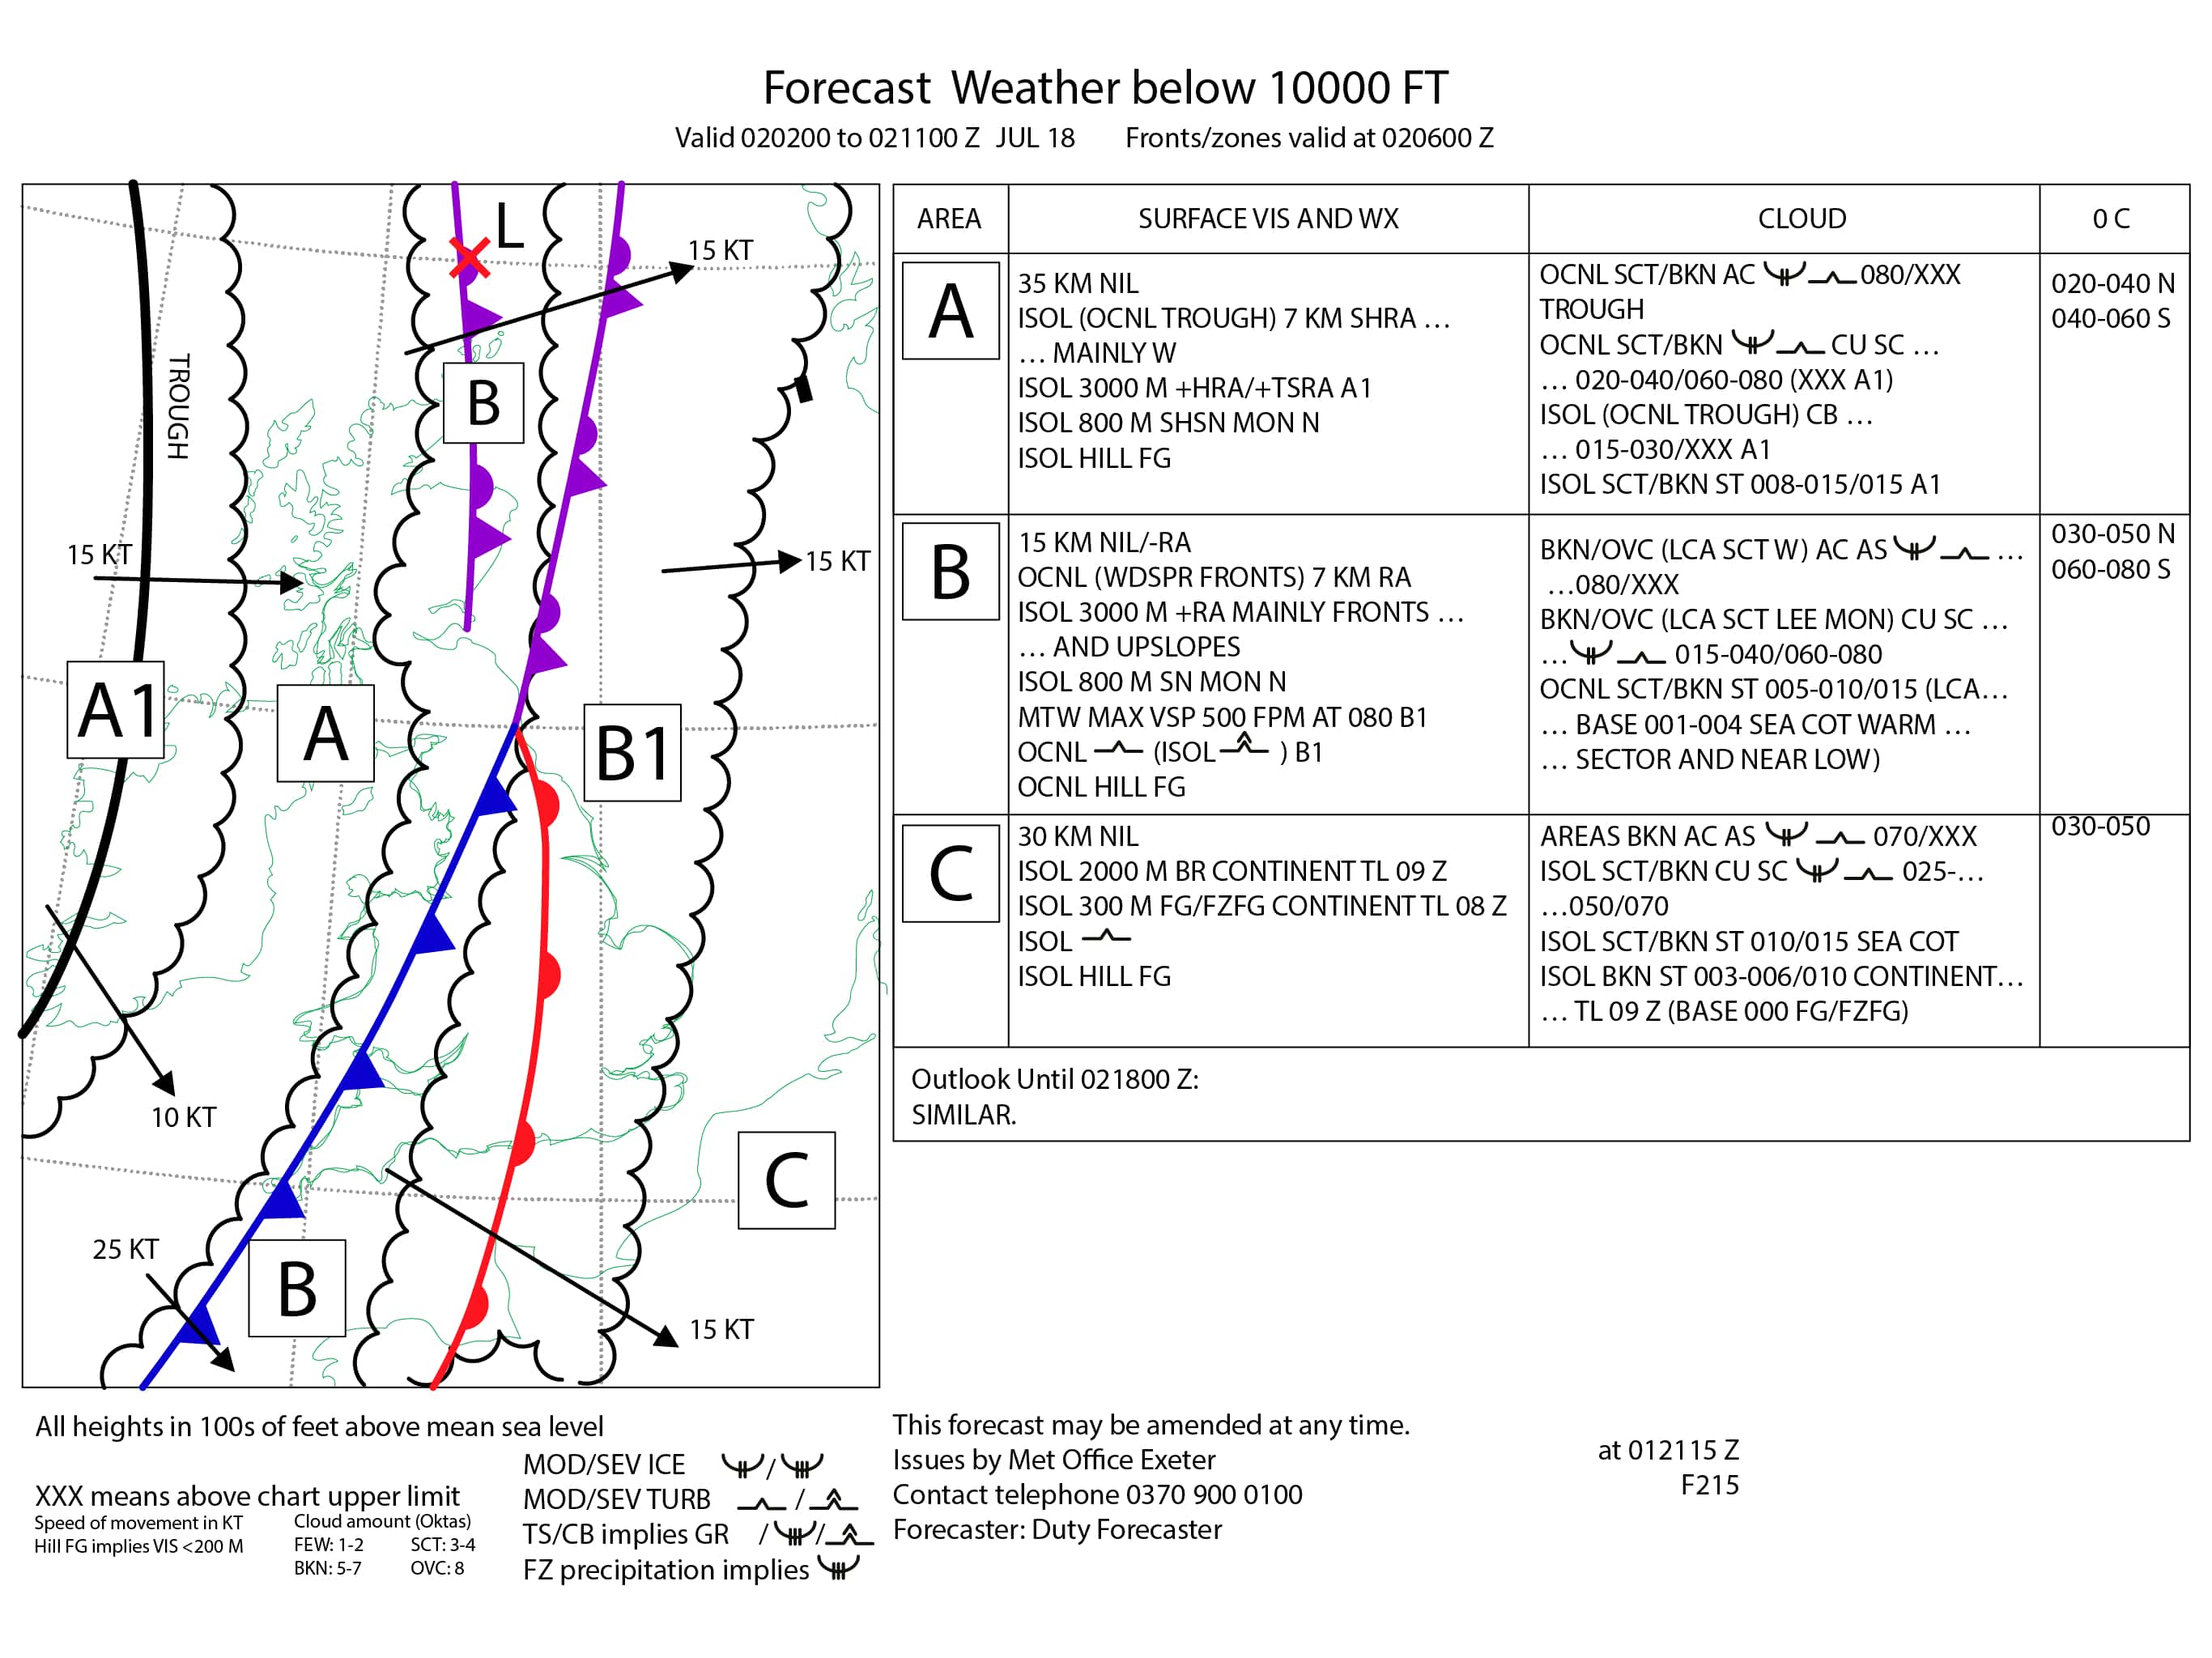 Forecast Weather below 10000 FT
Valid 020200 to 021100 Z JUL 18 Fronts/zones valid at 020600 Z
L
15 KT
B
TROUGH
15 KT
15 KT
A1
A
B1
10 KT
C
25 KT
B
15 KT
AREA SURFACE VIS AND WX CLOUD 0 C
A
35 KM NIL
ISOL (OCNL TROUGH) 7 KM SHRA …
… MAINLY W
ISOL 3000 M +HRA/+TSRA A1
ISOL 800 M SHSN MON N
ISOL HILL FG
OCNL SCT/BKN AC 080/XXX
TROUGH
OCNL SCT/BKN CU SC …
… 020-040/060-080 (XXX A1)
ISOL (OCNL TROUGH) CB …
… 015-030/XXX A1
ISOL SCT/BKN ST 008-015/015 A1
020-040 N
040-060 S
B
15 KM NIL/-RA
OCNL (WDSPR FRONTS) 7 KM RA
ISOL 3000 M +RA MAINLY FRONTS …
… AND UPSLOPES
ISOL 800 M SN MON N
MTW MAX VSP 500 FPM AT 080 B1
OCNL (ISOL ) B1
OCNL HILL FG
BKN/OVC (LCA SCT W) AC AS …
…080/XXX
BKN/OVC (LCA SCT LEE MON) CU SC …
… 015-040/060-080
OCNL SCT/BKN ST 005-010/015 (LCA…
… BASE 001-004 SEA COT WARM …
… SECTOR AND NEAR LOW)
030-050 N
060-080 S
C
30 KM NIL
ISOL 2000 M BR CONTINENT TL 09 Z
ISOL 300 M FG/FZFG CONTINENT TL 08 Z
ISOL
ISOL HILL FG
AREAS BKN AC AS 070/XXX
ISOL SCT/BKN CU SC 025-…
…050/070
ISOL SCT/BKN ST 010/015 SEA COT
ISOL BKN ST 003-006/010 CONTINENT…
… TL 09 Z (BASE 000 FG/FZFG)
030-050
Outlook Until 021800 Z:
SIMILAR.
All heights in 100s of feet above mean sea level
XXX means above chart upper limit
Speed of movement in KT
Hill FG implies VIS <200 M
Cloud amount (Oktas)
FEW: 1-2 SCT: 3-4
BKN: 5-7 OVC: 8
MOD/SEV ICE /
MOD/SEV TURB /
TS/CB implies GR / /
FZ precipitation implies
This forecast may be amended at any time.
Issues by Met Office Exeter
Contact telephone 0370 900 0100
Forecaster: Duty Forecaster
at 012115 Z
F215